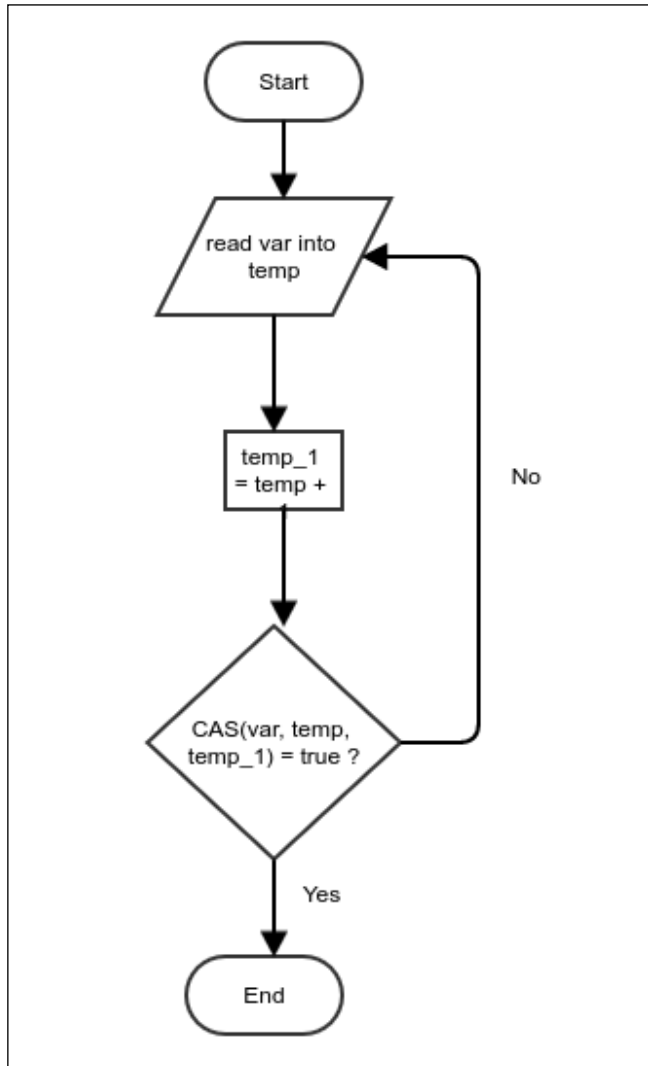 Start
read var into
temp
temp_1
= temp +
No
CAS(var, temp,
temp_1) = true ?
Yes
End